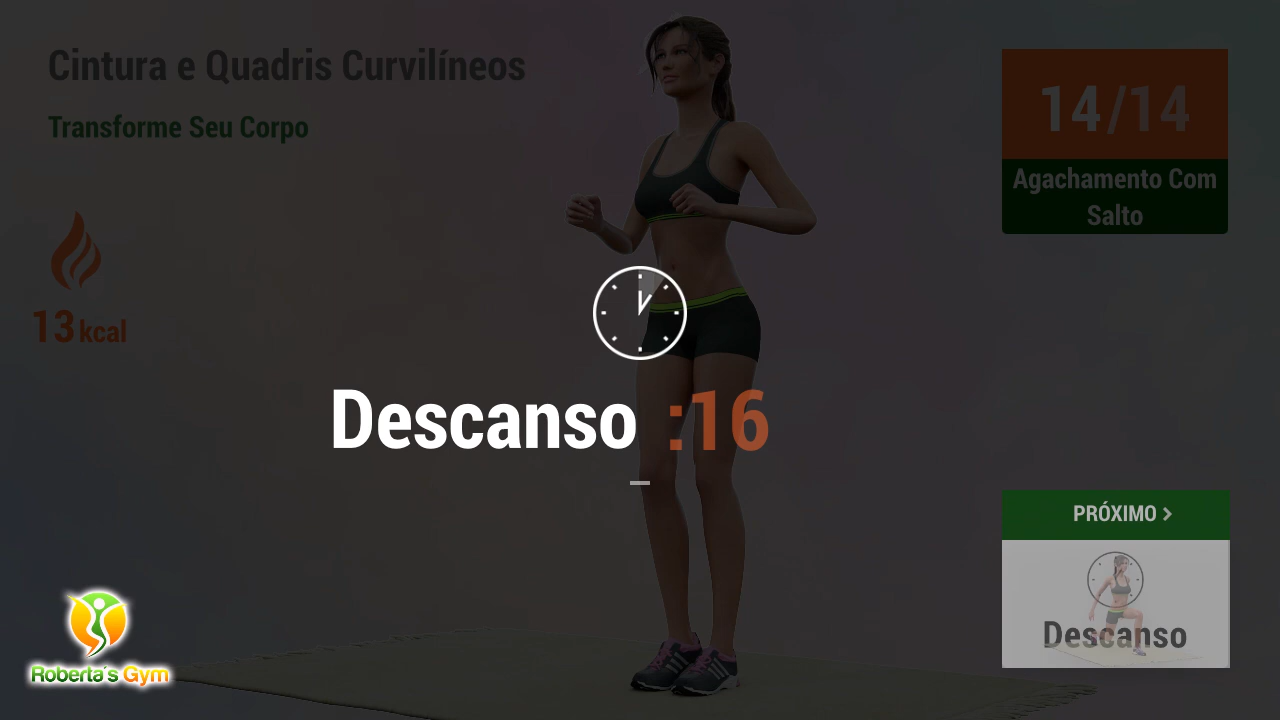 Cintura e Quadris Curvilíneos
Transforme Seu Corpo
14/14
Agachamento Com
Salto
13 kcal
Descanso :16
PRÓXIMO >
Descanso
Roberta's Gym